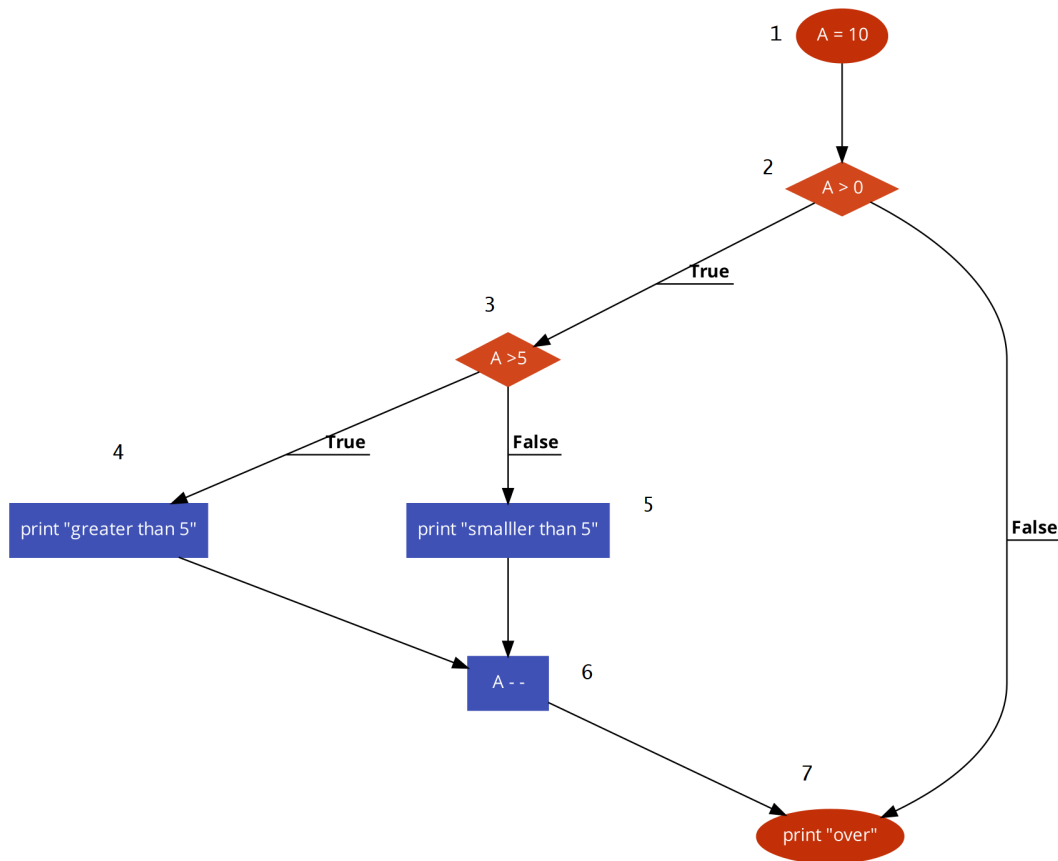 1
A = 10
2
A > 0
True
3
A >5
True
False
4
print "greater than 5"
print "smalller than 5"
5
False
A - -
6
7
print "over"